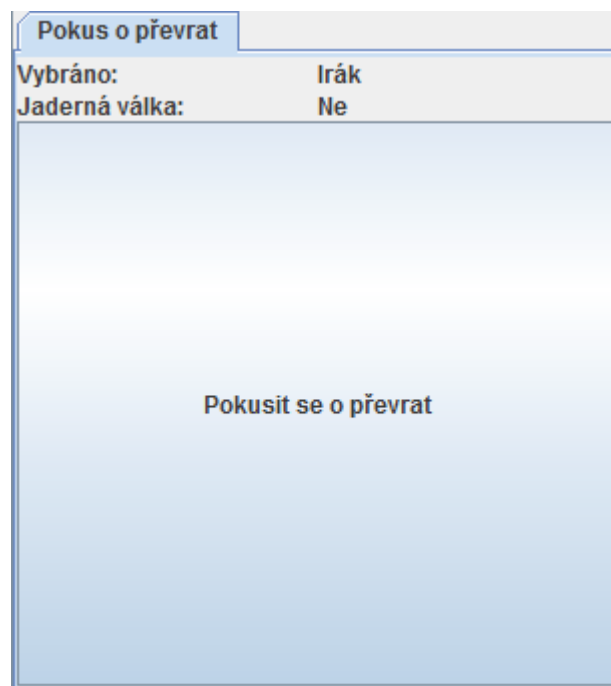 Pokus o převrat
Vybráno: Irák
Jaderná válka: Ne
Pokusit se o převrat